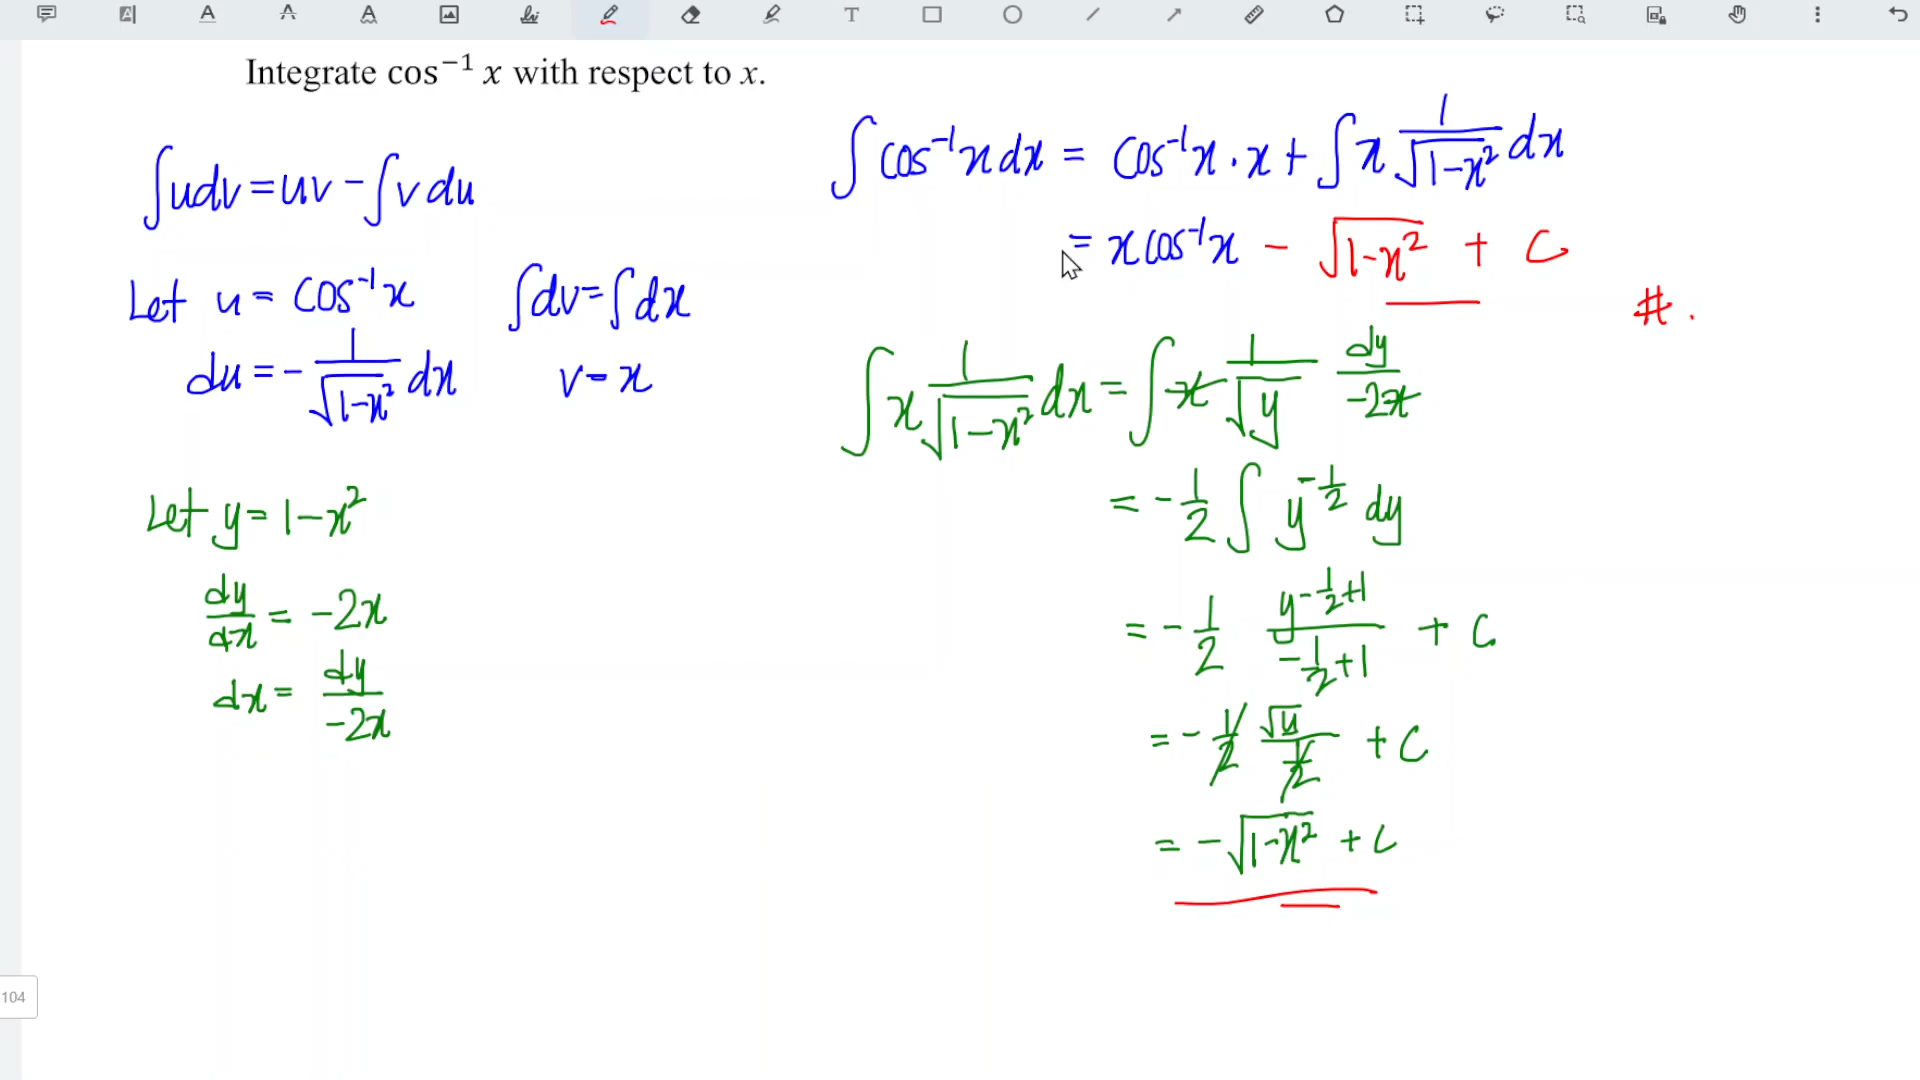 Integrate cos⁻¹ x with respect to x.
∫udv = uv − ∫v du
Let u = cos⁻¹x    ∫dv = ∫dx
du = − 1/√(1−x²) dx    v = x
Let y = 1 − x²
dy/dx = −2x
dx = dy/−2x
∫cos⁻¹x dx = cos⁻¹x · x + ∫x 1/√(1−x²) dx
= x cos⁻¹x − √(1−x²) + C
#.
∫x 1/√(1−x²) dx = ∫x 1/√y dy/−2x
= −1/2 ∫ y^(−1/2) dy
= −1/2 y^(−1/2+1)/(−1/2+1) + C
= −1/2 √y/(1/2) + C
= −√(1−x²) + C
104